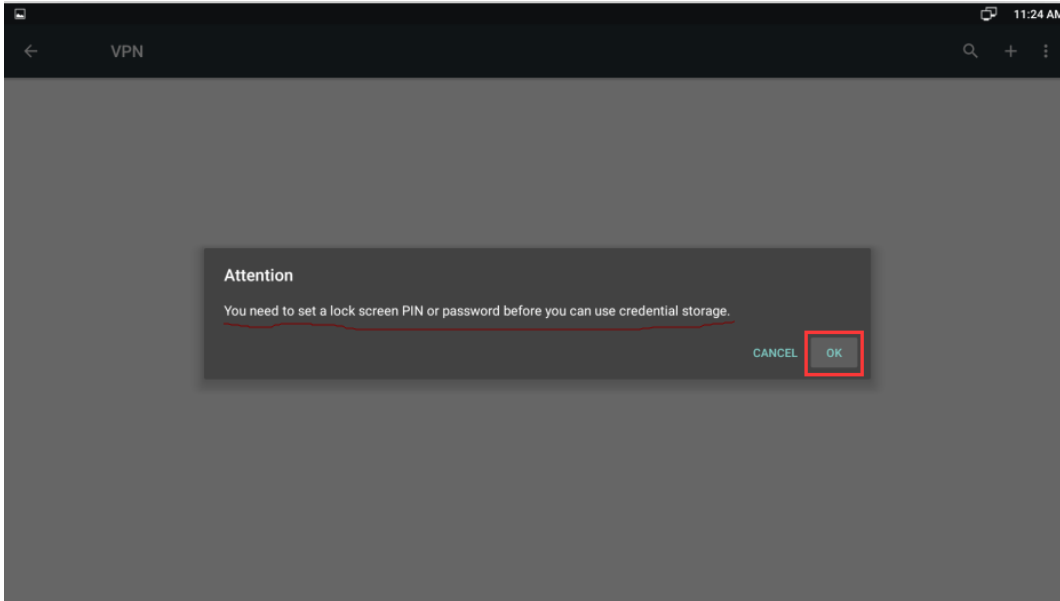 11:24 AM
VPN
Attention
You need to set a lock screen PIN or password before you can use credential storage.
CANCEL OK